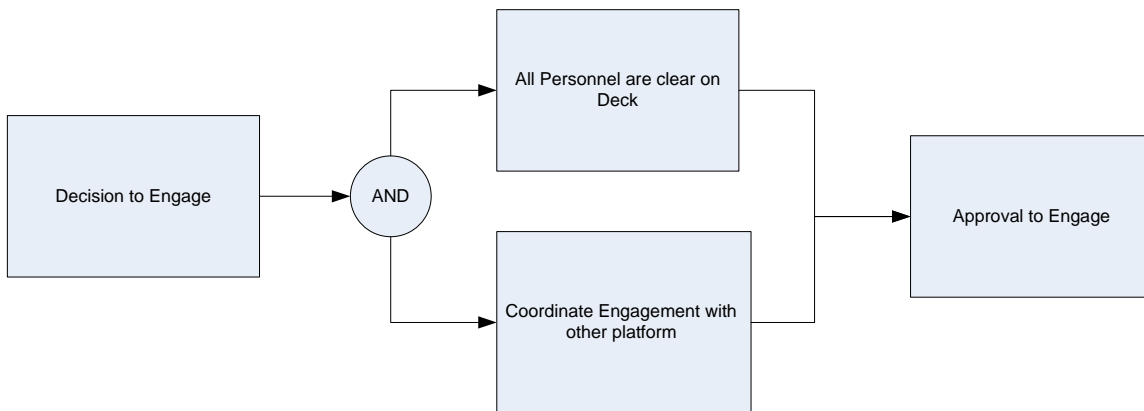 Decision to Engage
AND
All Personnel are clear on
Deck
Coordinate Engagement with
other platform
Approval to Engage